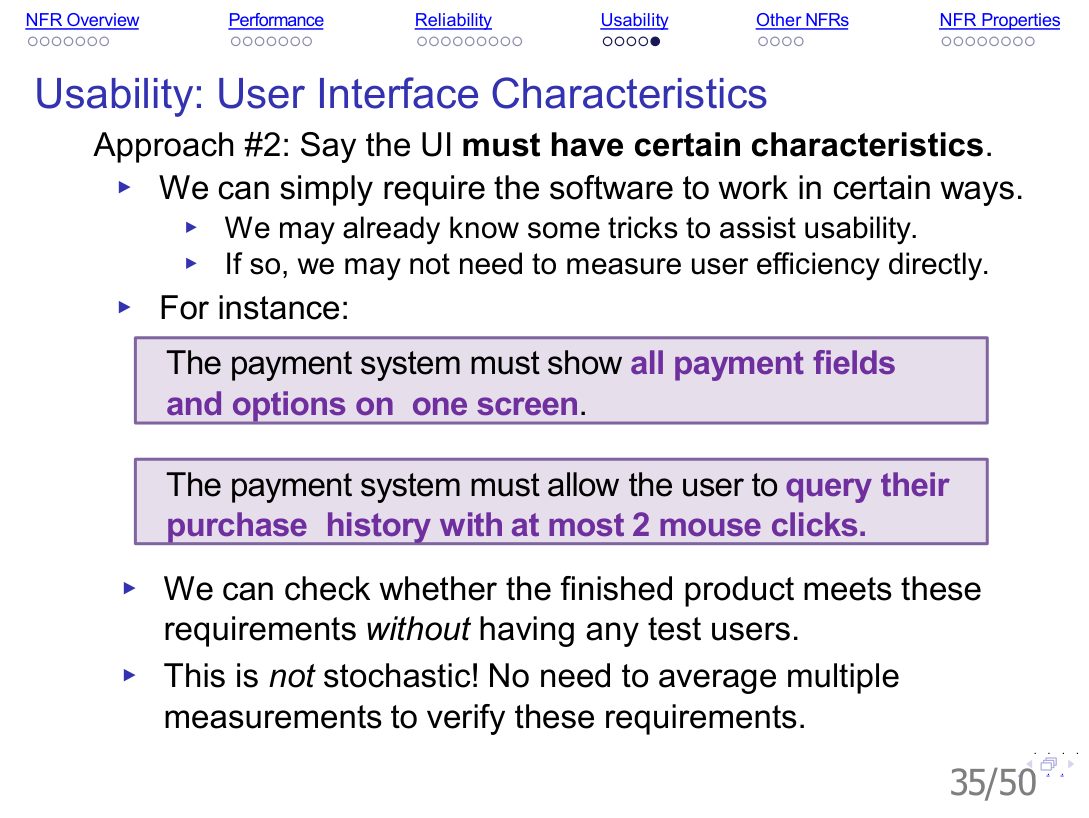 NFR Overview Performance Reliability Usability Other NFRs NFR Properties
Usability: User Interface Characteristics
Approach #2: Say the UI must have certain characteristics.
We can simply require the software to work in certain ways.
We may already know some tricks to assist usability.
If so, we may not need to measure user efficiency directly.
For instance:
The payment system must show all payment fields
and options on one screen.
The payment system must allow the user to query their
purchase history with at most 2 mouse clicks.
We can check whether the finished product meets these
requirements without having any test users.
This is not stochastic! No need to average multiple
measurements to verify these requirements.
35/50